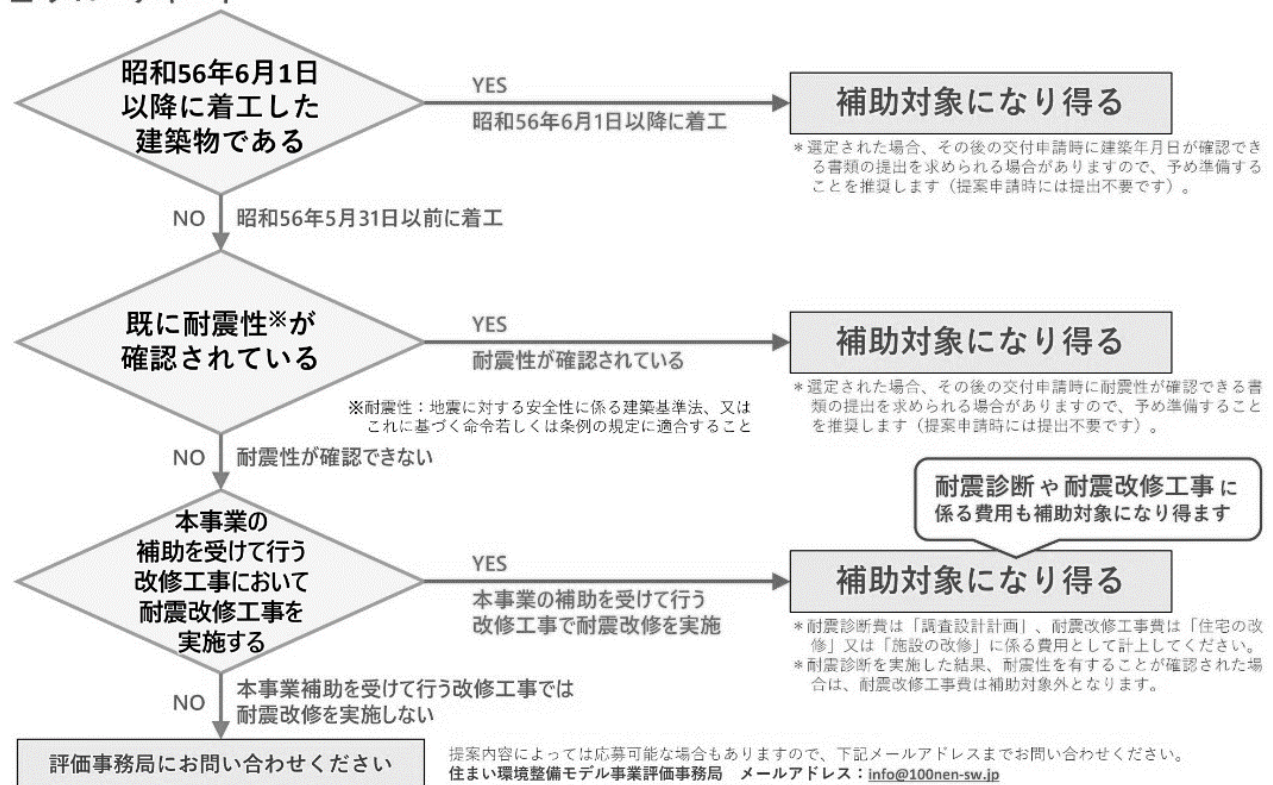 昭和56年6月1日
以降に着工した
建築物である
YES
昭和56年6月1日以降に着工
補助対象になり得る
＊選定された場合、その後の交付申請時に建築年月日が確認でき
る書類の提出を求められる場合がありますので、予め準備する
ことを推奨します（提案申請時には提出不要です）。
NO
昭和56年5月31日以前に着工
既に耐震性※が
確認されている
YES
耐震性が確認されている
補助対象になり得る
＊選定された場合、その後の交付申請時に耐震性が確認できる書
類の提出を求められる場合がありますので、予め準備すること
を推奨します（提案申請時には提出不要です）。
※耐震性：地震に対する安全性に係る建築基準法、又は
これに基づく命令若しくは条例の規定に適合すること
NO
耐震性が確認できない
耐震診断 や 耐震改修工事 に
係る費用も補助対象になり得ます
本事業の
補助を受けて行う
改修工事において
耐震改修工事を
実施する
YES
本事業の補助を受けて行う
改修工事で耐震改修を実施
補助対象になり得る
＊耐震診断費は「調査設計計画」、耐震改修工事費は「住宅の改
修」又は「施設の改修」に係る費用として計上してください。
＊耐震診断を実施した結果、耐震性を有することが確認された場
合は、耐震改修工事費は補助対象外となります。
NO
本事業補助を受けて行う改修工事では
耐震改修を実施しない
評価事務局にお問い合わせください
提案内容によっては応募可能な場合もありますので、下記メールアドレスまでお問い合わせください。
住まい環境整備モデル事業評価事務局　メールアドレス：info@100nen-sw.jp